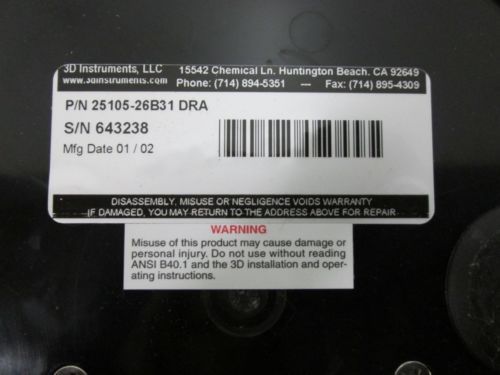 3D Instruments, LLC 15542 Chemical Ln. Huntington Beach. CA 92649
www.3dinstruments.com Phone: (714) 894-5351 — Fax: (714) 895-4309
P/N 25105-26B31 DRA
S/N 643238
Mfg Date 01 / 02
DISASSEMBLY, MISUSE OR NEGLIGENCE VOIDS WARRANTY
IF DAMAGED, YOU MAY RETURN TO THE ADDRESS ABOVE FOR REPAIR
WARNING
Misuse of this product may cause damage or
personal injury. Do not use without reading
ANSI B40.1 and the 3D installation and oper-
ating instructions.